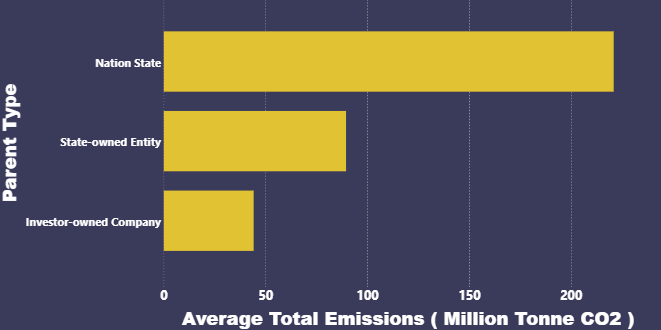 Parent Type
Nation State
State-owned Entity
Investor-owned Company
0 50 100 150 200
Average Total Emissions ( Million Tonne CO2 )